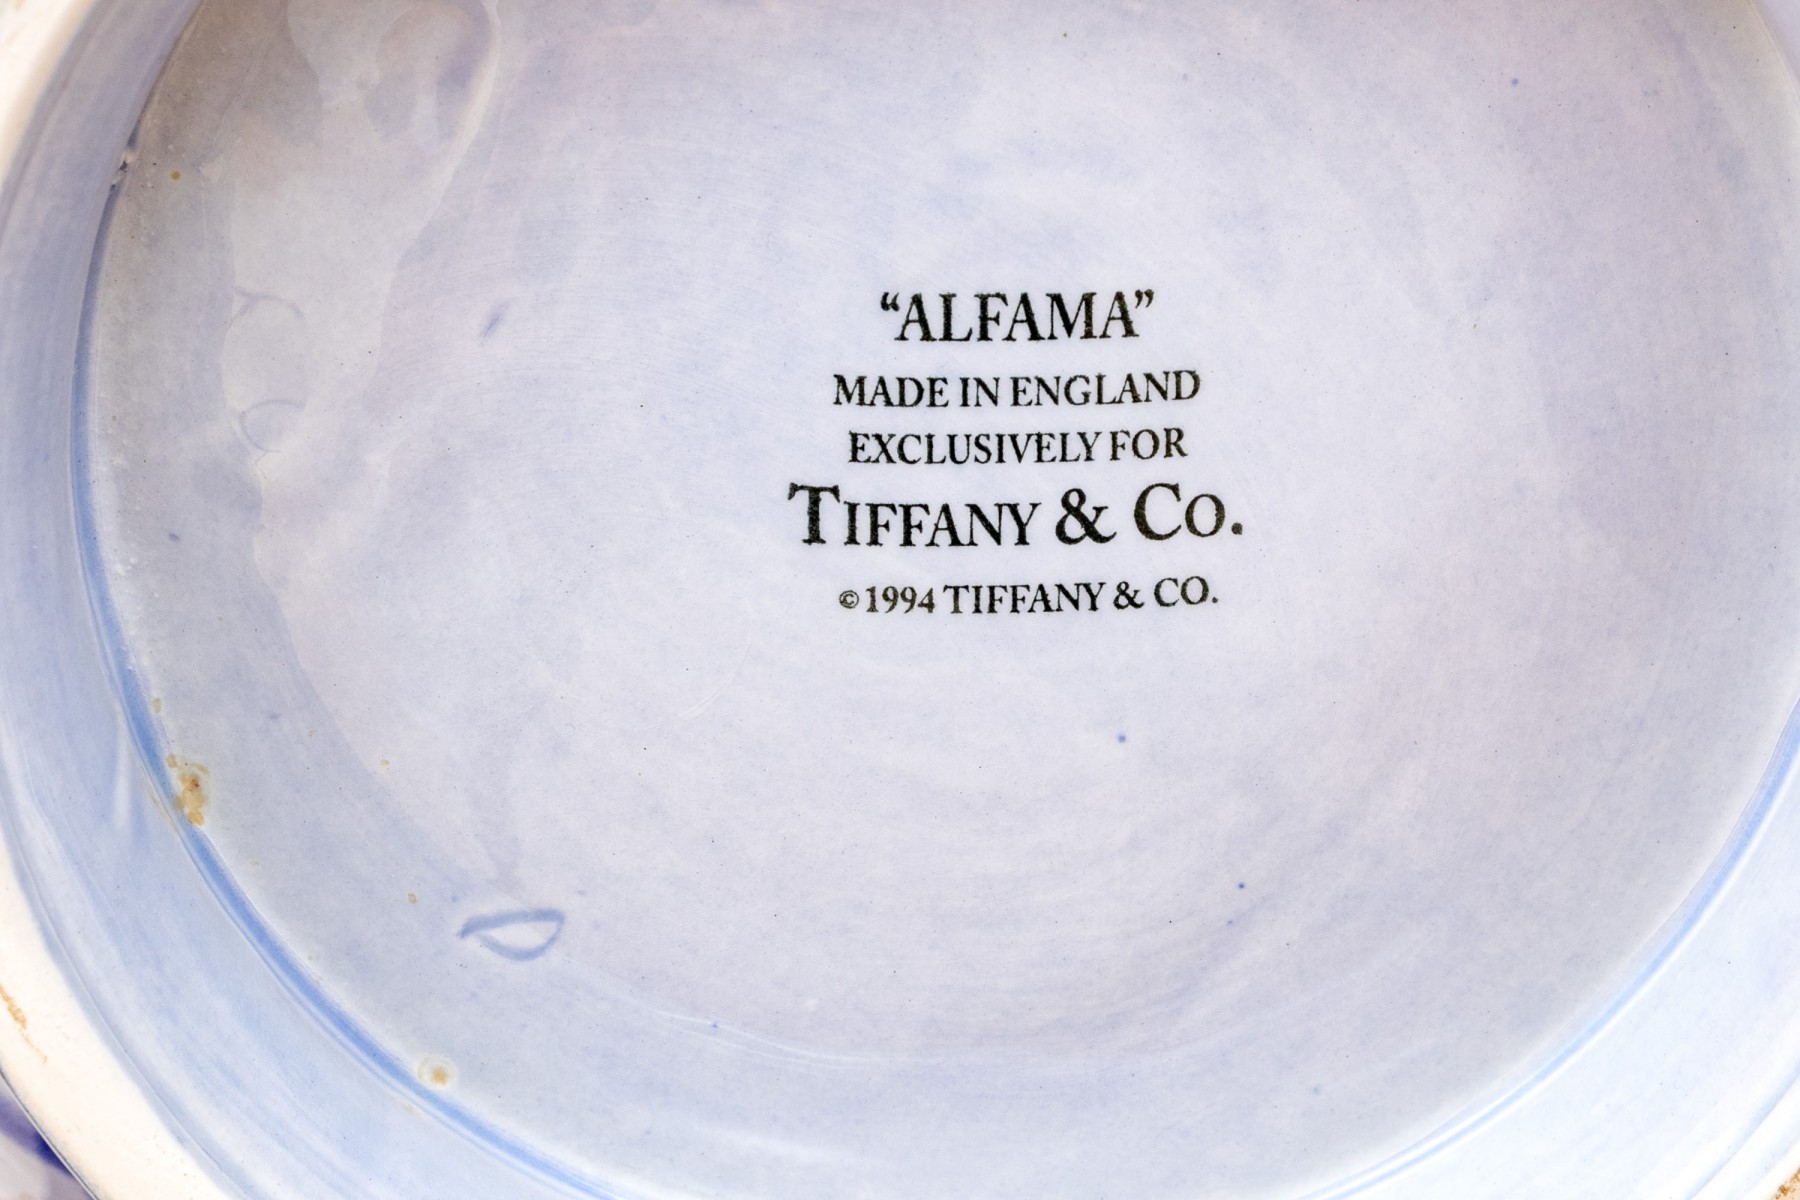 “ALFAMA”
MADE IN ENGLAND
EXCLUSIVELY FOR
TIFFANY & CO.
©1994 TIFFANY & CO.